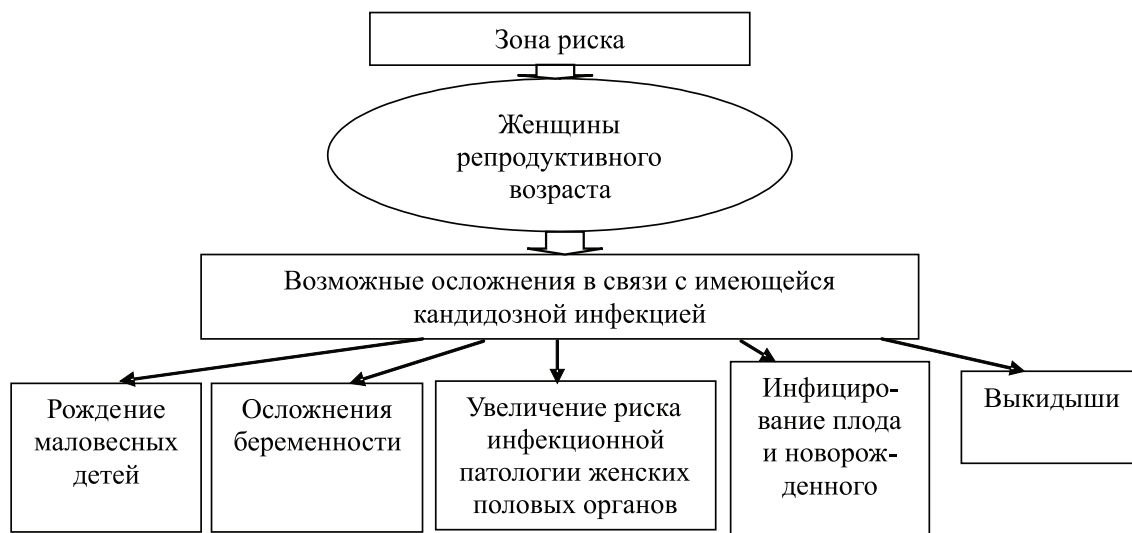 Зона риска
Женщины
репродуктивного
возраста
Возможные осложнения в связи с имеющейся
кандидозной инфекцией
Рождение
маловесных
детей
Осложнения
беременности
Увеличение риска
инфекционной
патологии женских
половых органов
Инфициро-
вание плода
и новорож-
денного
Выкидыши